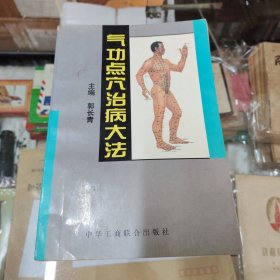 气功点穴治病大法
主编 郭长青
中华工商联合出版社